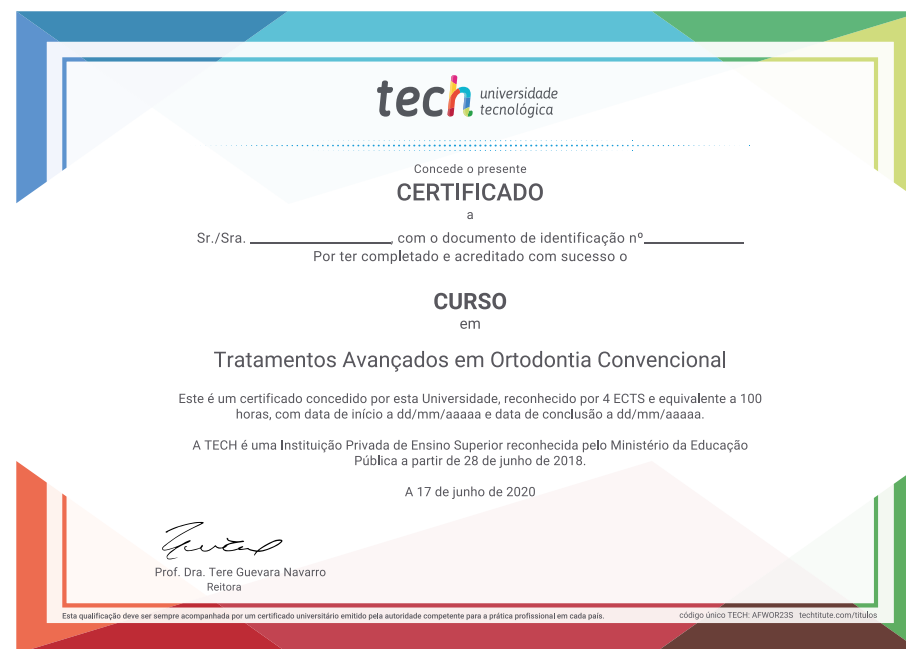 tech universidade
tecnológica
Concede o presente
CERTIFICADO
a
Sr./Sra. ________________, com o documento de identificação nº____________
Por ter completado e acreditado com sucesso o
CURSO
em
Tratamentos Avançados em Ortodontia Convencional
Este é um certificado concedido por esta Universidade, reconhecido por 4 ECTS e equivalente a 100
horas, com data de início a dd/mm/aaaaa e data de conclusão a dd/mm/aaaaa.
A TECH é uma Instituição Privada de Ensino Superior reconhecida pelo Ministério da Educação
Pública a partir de 28 de junho de 2018.
A 17 de junho de 2020
Prof. Dra. Tere Guevara Navarro
Reitora
Esta qualificação deve ser sempre acompanhada por um certificado universitário emitido pela autoridade competente para a prática profissional em cada país.
código único TECH: AFWOR23S techtitute.com/titulos